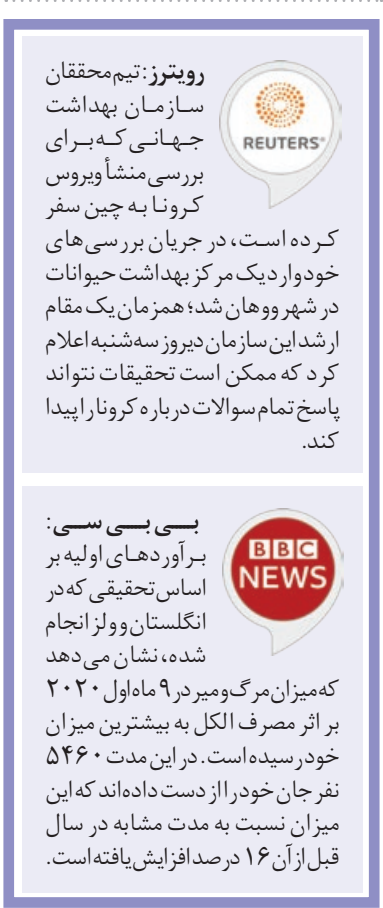 رویترز: تیم محققان
سازمان بهداشت
جهانی که برای
بررسی منشأ ویروس
کرونا به چین سفر
کرده است، در جریان بررسی‌های
خود وارد یک مرکز بهداشت حیوانات
در شهر ووهان شد؛ همزمان یک مقام
ارشد این سازمان دیروز سه‌شنبه اعلام
کرد که ممکن است تحقیقات نتواند
پاسخ تمام سوالات درباره کرونا را پیدا
کند.
REUTERS
بی بی سی:
برآوردهای اولیه بر
اساس تحقیقی که در
انگلستان و ولز انجام
شده، نشان می‌دهد
که میزان مرگ و میر در ۹ ماه اول ۲۰۲۰
بر اثر مصرف الکل به بیشترین میزان
خود رسیده است. در این مدت ۵۴۶۰
نفر جان خود را از دست داده‌اند که این
میزان نسبت به مدت مشابه در سال
قبل از آن ۱۶ درصد افزایش یافته است.
BBC
NEWS